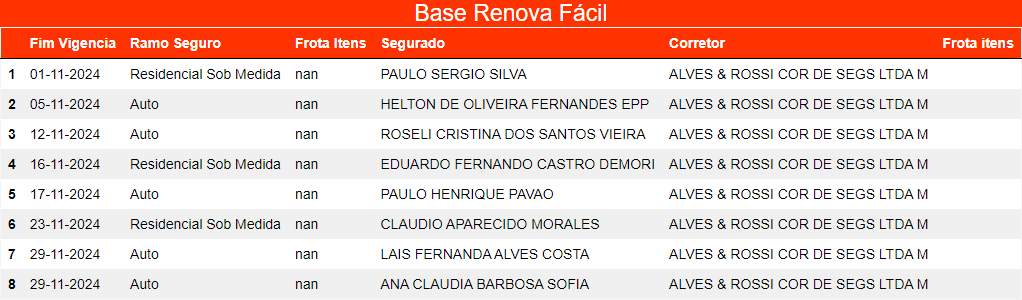 Base Renova Fácil
Fim Vigencia Ramo Seguro Frota Itens Segurado Corretor Frota itens
1 01-11-2024 Residencial Sob Medida nan PAULO SERGIO SILVA ALVES & ROSSI COR DE SEGS LTDA M
2 05-11-2024 Auto nan HELTON DE OLIVEIRA FERNANDES EPP ALVES & ROSSI COR DE SEGS LTDA M
3 12-11-2024 Auto nan ROSELI CRISTINA DOS SANTOS VIEIRA ALVES & ROSSI COR DE SEGS LTDA M
4 16-11-2024 Residencial Sob Medida nan EDUARDO FERNANDO CASTRO DEMORI ALVES & ROSSI COR DE SEGS LTDA M
5 17-11-2024 Auto nan PAULO HENRIQUE PAVAO ALVES & ROSSI COR DE SEGS LTDA M
6 23-11-2024 Residencial Sob Medida nan CLAUDIO APARECIDO MORALES ALVES & ROSSI COR DE SEGS LTDA M
7 29-11-2024 Auto nan LAIS FERNANDA ALVES COSTA ALVES & ROSSI COR DE SEGS LTDA M
8 29-11-2024 Auto nan ANA CLAUDIA BARBOSA SOFIA ALVES & ROSSI COR DE SEGS LTDA M